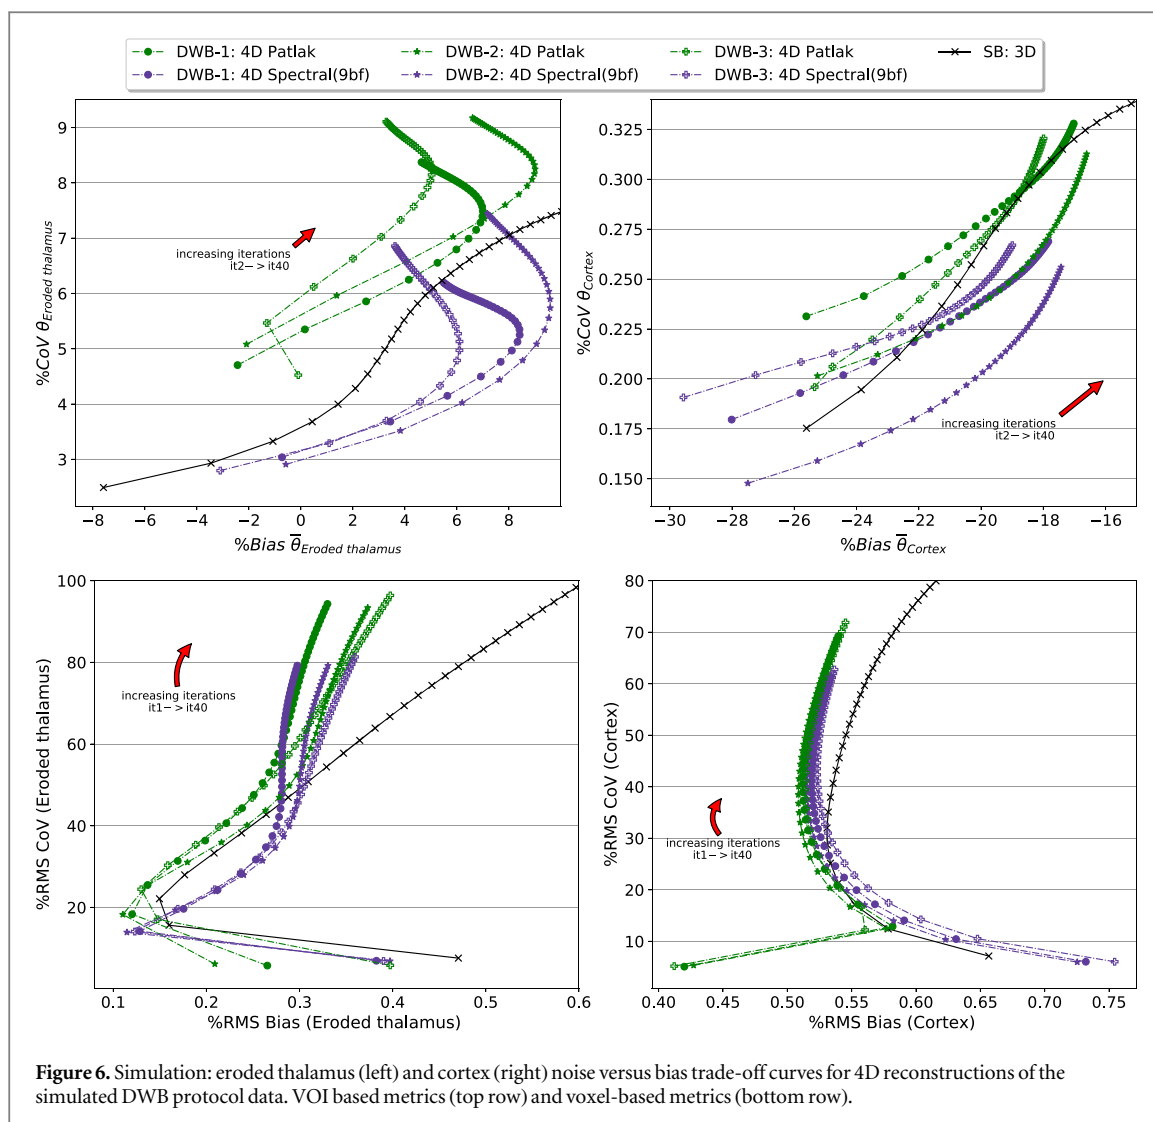 DWB-1: 4D Patlak DWB-2: 4D Patlak DWB-3: 4D Patlak SB: 3D
DWB-1: 4D Spectral(9bf) DWB-2: 4D Spectral(9bf) DWB-3: 4D Spectral(9bf)
9
8
7
6
5
4
3
%CoV θEroded thalamus
increasing iterations
it2−> it40
−8 −6 −4 −2 0 2 4 6 8
%Bias θ̅Eroded thalamus
0.325
0.300
0.275
0.250
0.225
0.200
0.175
0.150
%CoV θCortex
increasing iterations
it2−> it40
−30 −28 −26 −24 −22 −20 −18 −16
%Bias θ̅Cortex
100
80
60
40
20
%RMS CoV (Eroded thalamus)
increasing iterations
it1−> it40
0.1 0.2 0.3 0.4 0.5 0.6
%RMS Bias (Eroded thalamus)
80
70
60
50
40
30
20
10
%RMS CoV (Cortex)
increasing iterations
it1−> it40
0.40 0.45 0.50 0.55 0.60 0.65 0.70 0.75
%RMS Bias (Cortex)
Figure 6. Simulation: eroded thalamus (left) and cortex (right) noise versus bias trade-off curves for 4D reconstructions of the
simulated DWB protocol data. VOI based metrics (top row) and voxel-based metrics (bottom row).